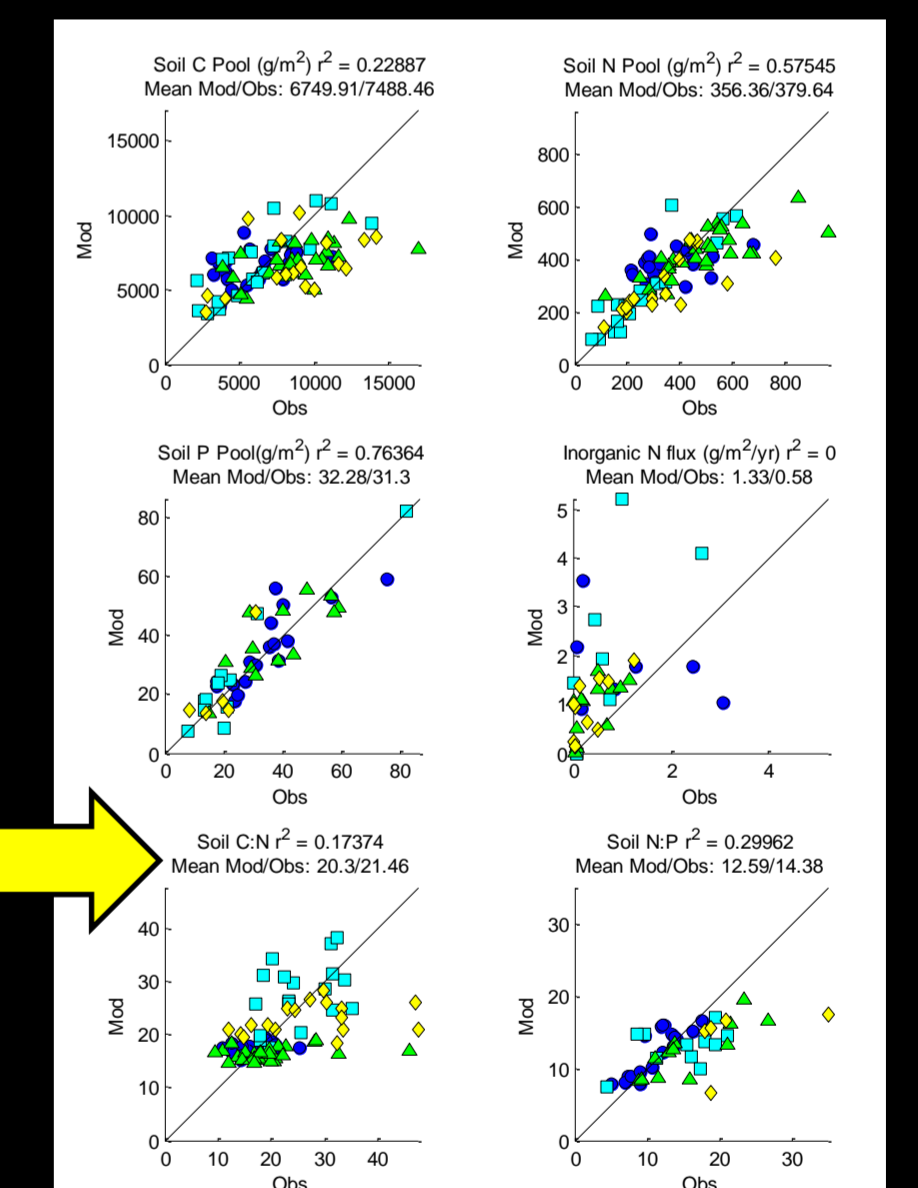 Soil C Pool (g/m²) r² = 0.22887
Mean Mod/Obs: 6749.91/7488.46
15000
10000
5000
0
Mod
0 5000 10000 15000
Obs
Soil N Pool (g/m²) r² = 0.57545
Mean Mod/Obs: 356.36/379.64
800
600
400
200
0
Mod
0 200 400 600 800
Obs
Soil P Pool(g/m²) r² = 0.76364
Mean Mod/Obs: 32.28/31.3
80
60
40
20
0
Mod
0 20 40 60 80
Obs
Inorganic N flux (g/m²/yr) r² = 0
Mean Mod/Obs: 1.33/0.58
5
4
3
2
1
0
Mod
0 2 4
Obs
Soil C:N r² = 0.17374
Mean Mod/Obs: 20.3/21.46
40
30
20
10
0
Mod
0 10 20 30 40
Obs
Soil N:P r² = 0.29962
Mean Mod/Obs: 12.59/14.38
30
20
10
0
Mod
0 10 20 30
Obs